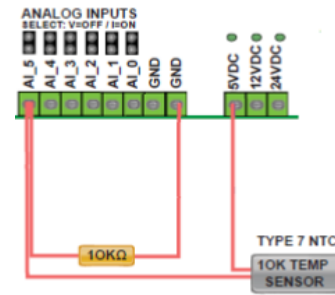 ANALOG INPUTS
SELECT: V=OFF / I=ON
AI_5
AI_4
AI_3
AI_2
AI_1
AI_0
GND
GND
5VDC
12VDC
24VDC
10KΩ
TYPE 7 NTC
10K TEMP
SENSOR